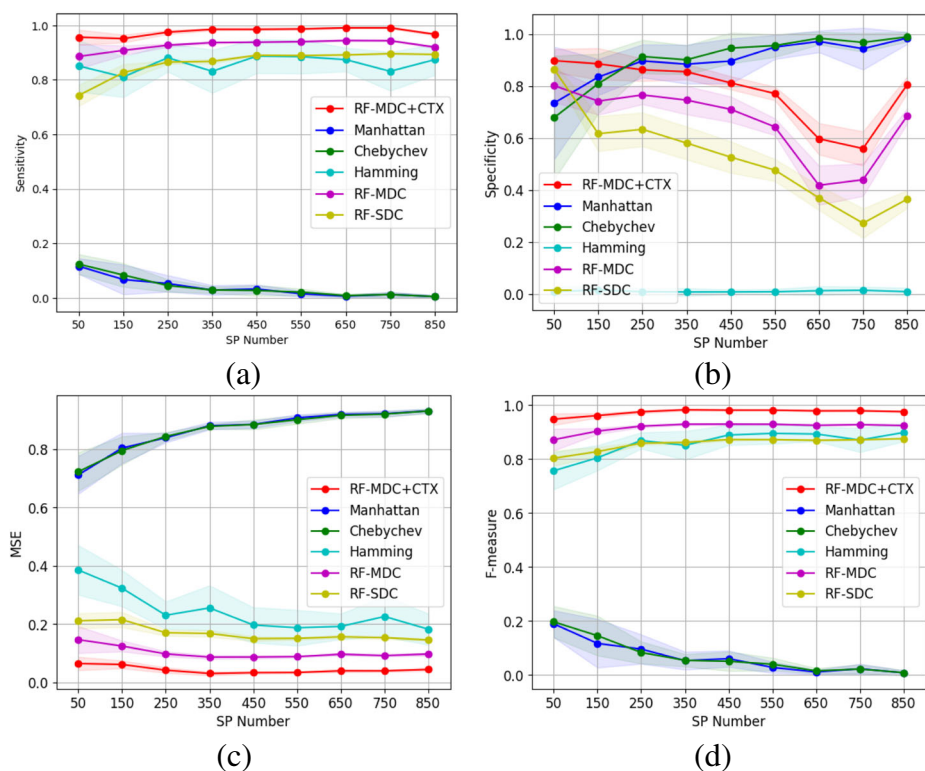 1.0
0.8
0.6
0.4
0.2
0.0
Sensitivity
RF-MDC+CTX
Manhattan
Chebychev
Hamming
RF-MDC
RF-SDC
50 150 250 350 450 550 650 750 850
SP Number
(a)
1.0
0.8
0.6
0.4
0.2
0.0
Specificity
RF-MDC+CTX
Manhattan
Chebychev
Hamming
RF-MDC
RF-SDC
50 150 250 350 450 550 650 750 850
SP Number
(b)
0.8
0.6
0.4
0.2
0.0
MSE
RF-MDC+CTX
Manhattan
Chebychev
Hamming
RF-MDC
RF-SDC
50 150 250 350 450 550 650 750 850
SP Number
(c)
1.0
0.8
0.6
0.4
0.2
0.0
F-measure
RF-MDC+CTX
Manhattan
Chebychev
Hamming
RF-MDC
RF-SDC
50 150 250 350 450 550 650 750 850
SP Number
(d)